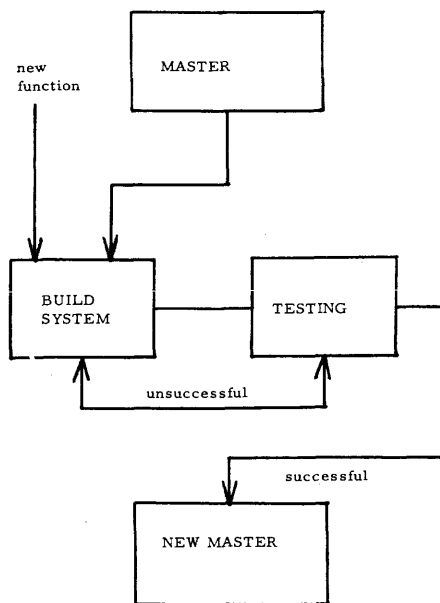 new
function
MASTER
BUILD
SYSTEM
TESTING
unsuccessful
successful
NEW MASTER